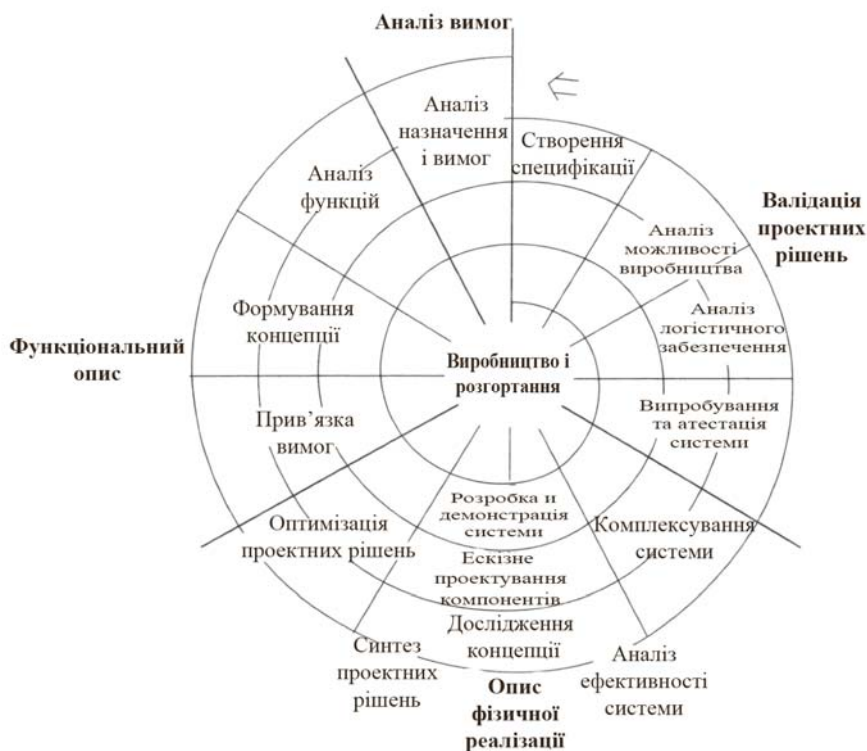 Аналіз вимог
Аналіз
назначення
і вимог
Створення
специфікації
Аналіз
функцій
Валідація
проектних
рішень
Аналіз
можливості
виробництва
Аналіз
логістичного
забезпечення
Формування
концепції
Функціональний
опис
Виробництво і
розгортання
Прив’язка
вимог
Випробування
та атестація
системи
Оптимізація
проектних рішень
Розробка и
демонстрація
системи
Комплексування
системи
Ескізне
проектування
компонентів
Дослідження
концепції
Синтез
проектних
рішень
Аналіз
ефективності
системи
Опис
фізичної
реалізації